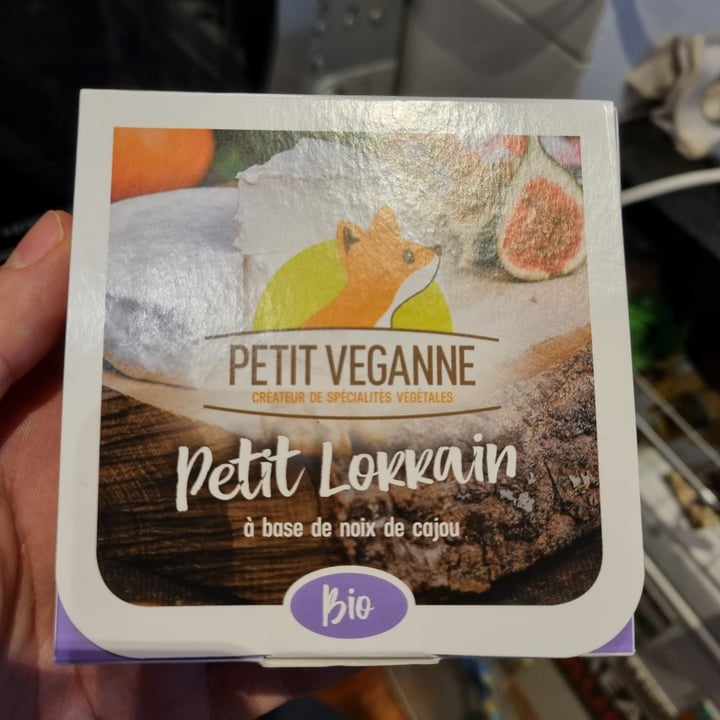 PETIT VEGANNE
CRÉATEUR DE SPÉCIALITÉS VÉGÉTALES
Petit Lorrain
à base de noix de cajou
Bio